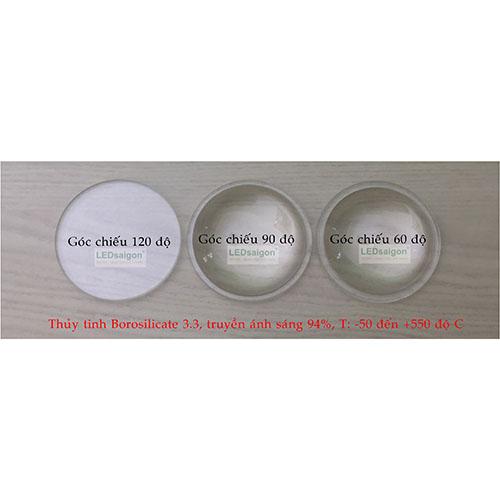 Góc chiếu 120 độ
LEDsaigon
Góc chiếu 90 độ
LEDsaigon
Góc chiếu 60 độ
LEDsaigon
Thủy tinh Borosilicate 3.3, truyền ánh sáng 94%, T: -50 đến +550 độ C